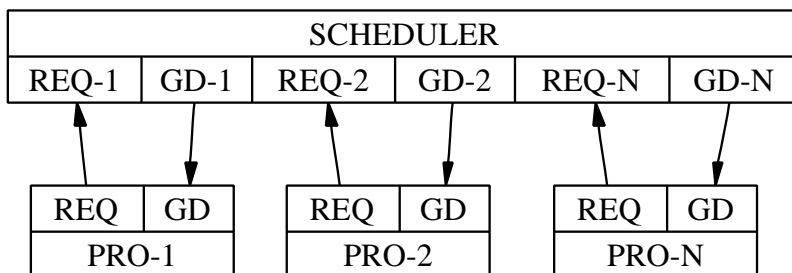 SCHEDULER
REQ-1 GD-1 REQ-2 GD-2 REQ-N GD-N
REQ GD REQ GD REQ GD
PRO-1 PRO-2 PRO-N